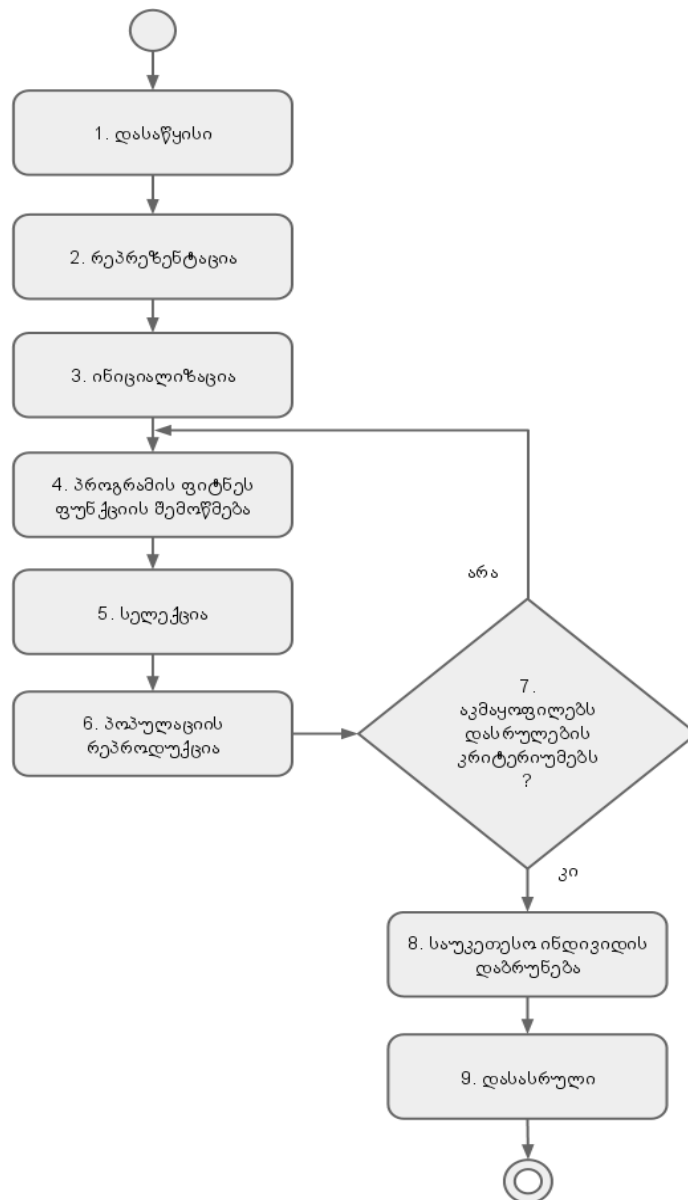 1. დასაწყისი
2. რეპრეზენტაცია
3. ინიციალიზაცია
4. პროგრამის ფიტნეს
ფუნქციის შემოწმება
5. სელექცია
6. პოპულაციის
რეპროდუქცია
არა
7.
აკმაყოფილებს
დასრულების
კრიტერიუმებს
?
კი
8. საუკეთესო ინდივიდის
დაბრუნება
9. დასასრული